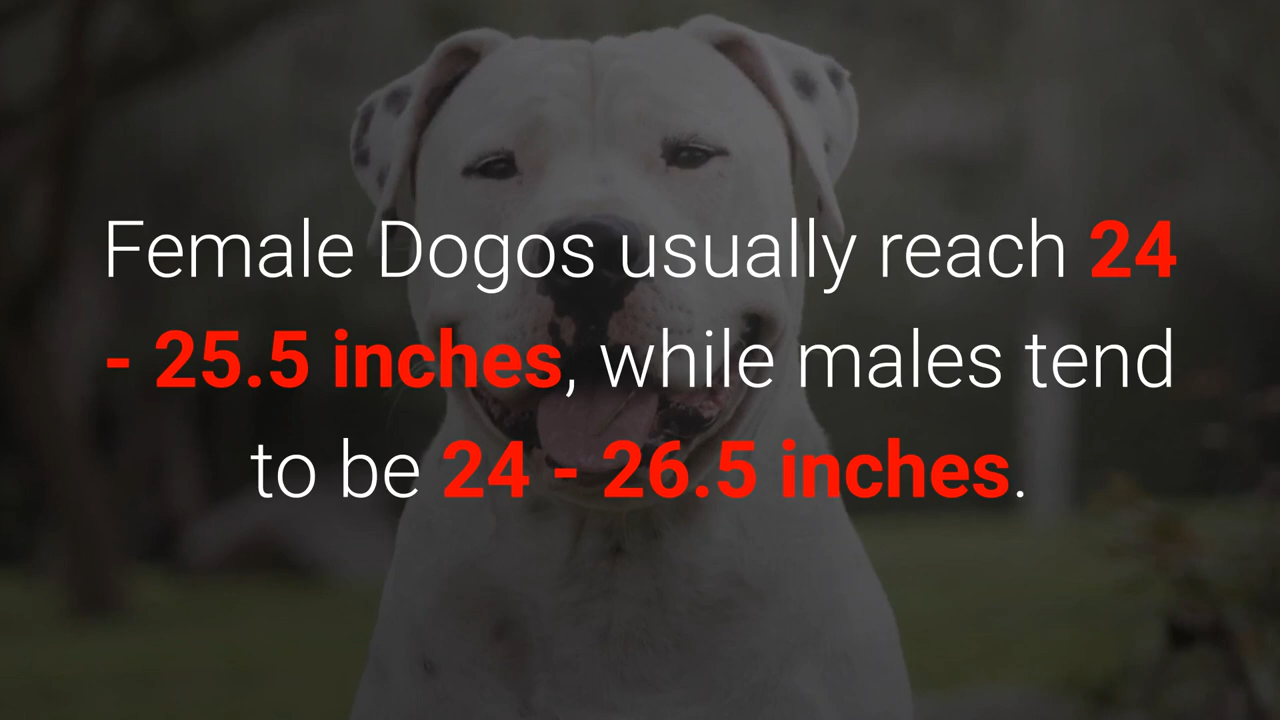 Female Dogos usually reach 24
- 25.5 inches, while males tend
to be 24 - 26.5 inches.